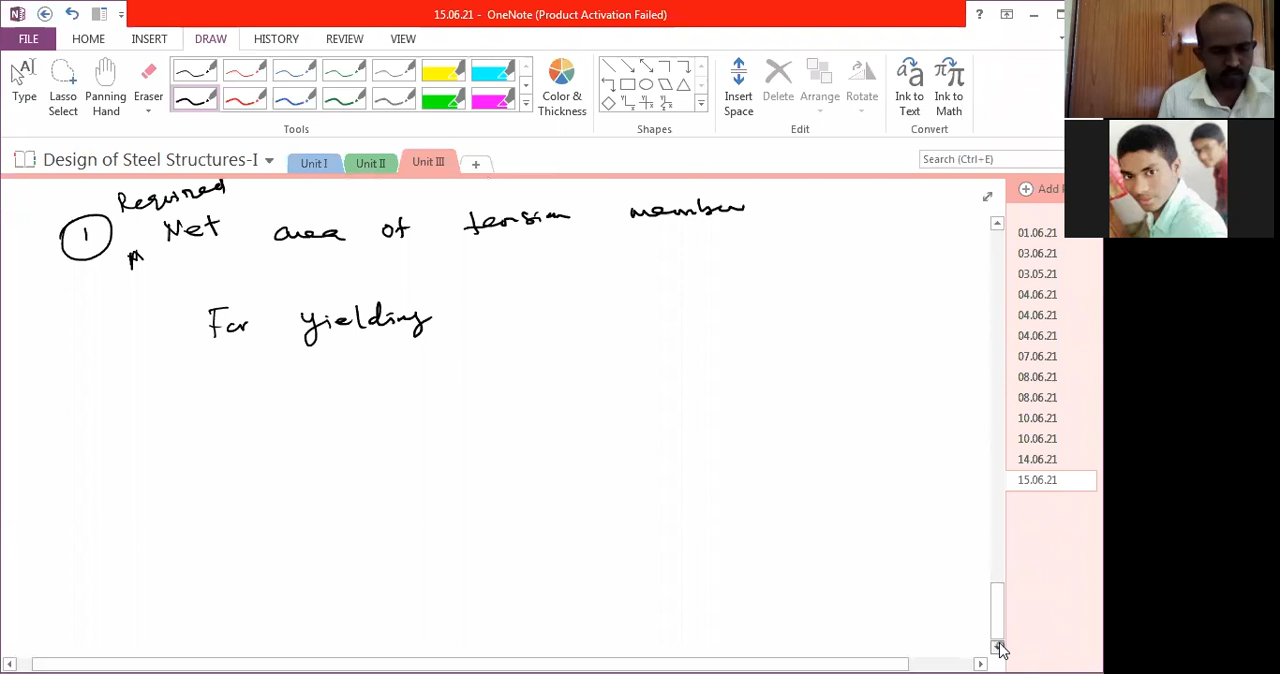 15.06.21 - OneNote (Product Activation Failed)
FILE HOME INSERT DRAW HISTORY REVIEW VIEW
Type Lasso Select Panning Hand Eraser Color & Thickness Insert Space Delete Arrange Rotate Ink to Text Ink to Math
Tools Shapes Edit Convert
Design of Steel Structures-I Unit I Unit II Unit III Search (Ctrl+E)
Add
Required
1 Net area of tension member
For yielding
01.06.21
03.06.21
03.05.21
04.06.21
04.06.21
04.06.21
07.06.21
08.06.21
08.06.21
10.06.21
10.06.21
14.06.21
15.06.21